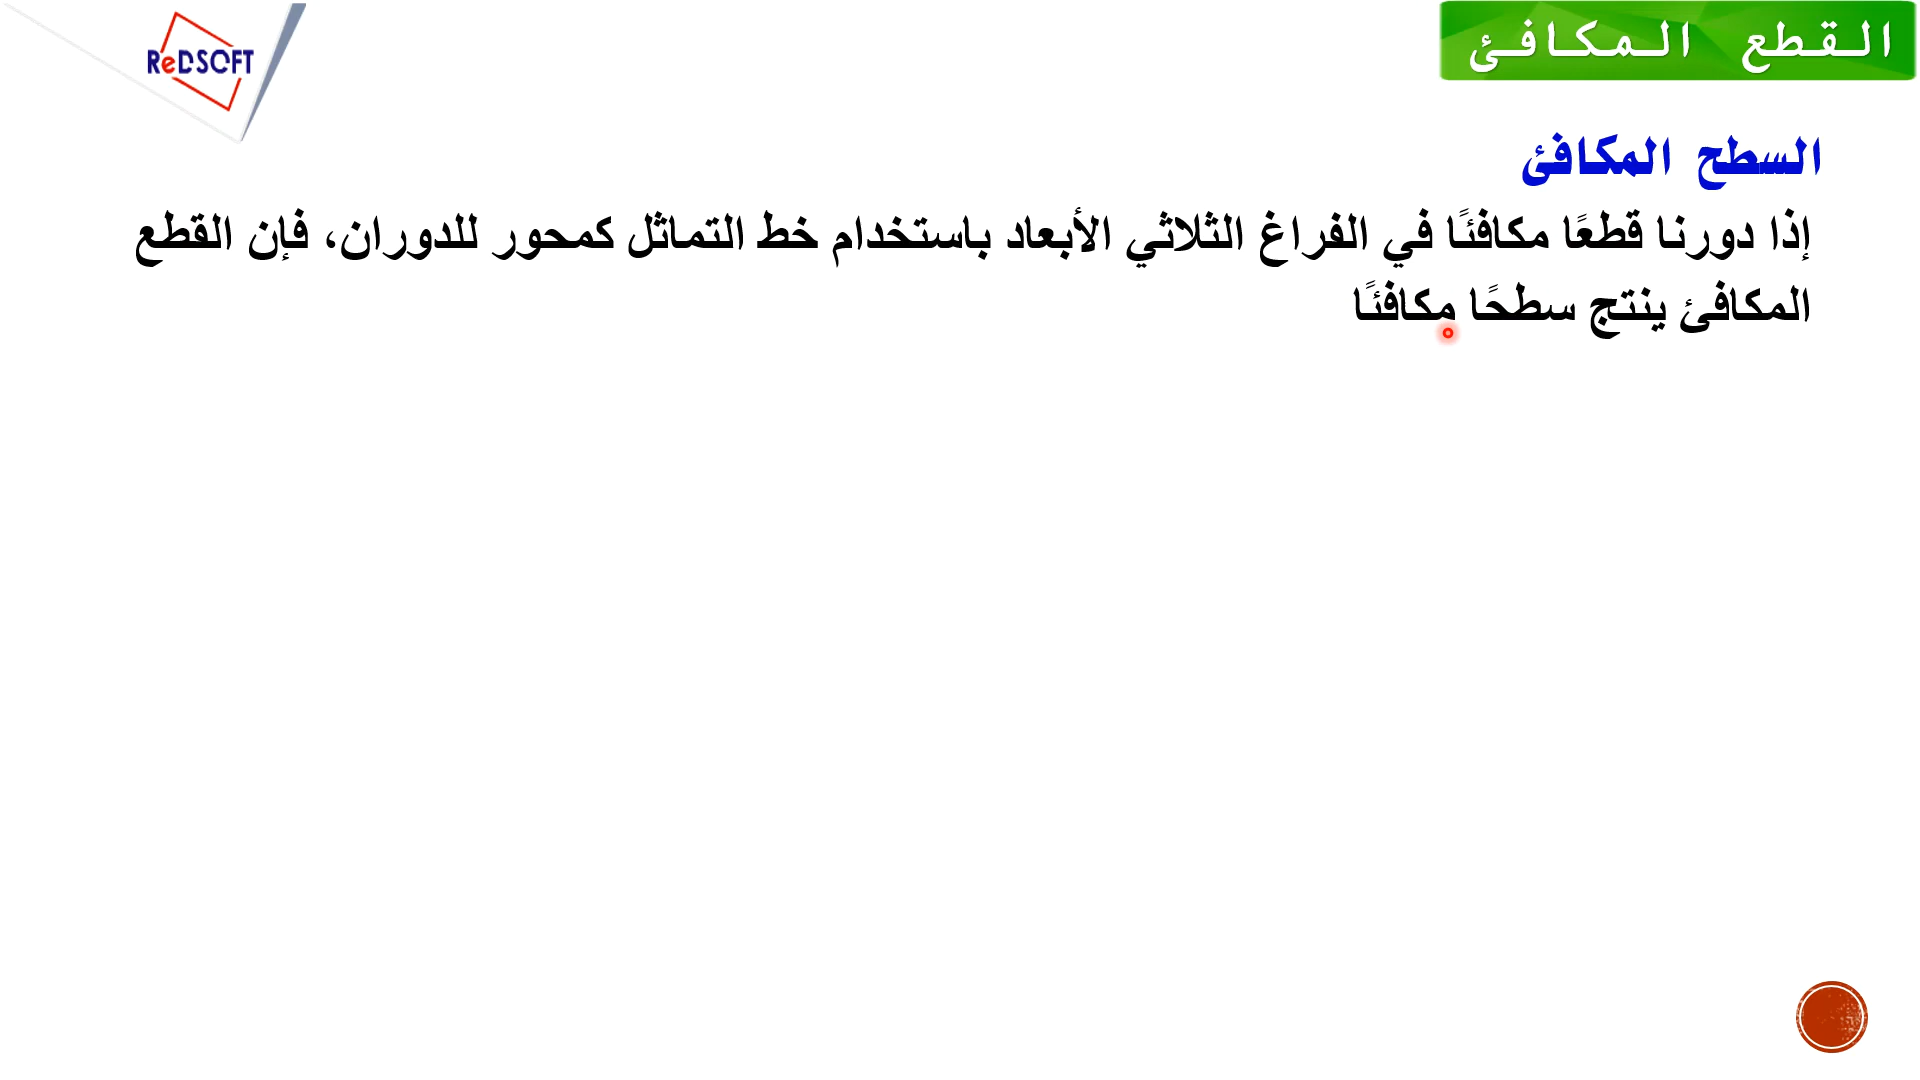 القطع المكافئ
ReDSOFT
السطح المكافئ
إذا دورنا قطعًا مكافئًا في الفراغ الثلاثي الأبعاد باستخدام خط التماثل كمحور للدوران، فإن القطع
المكافئ ينتج سطحًا مكافئًا